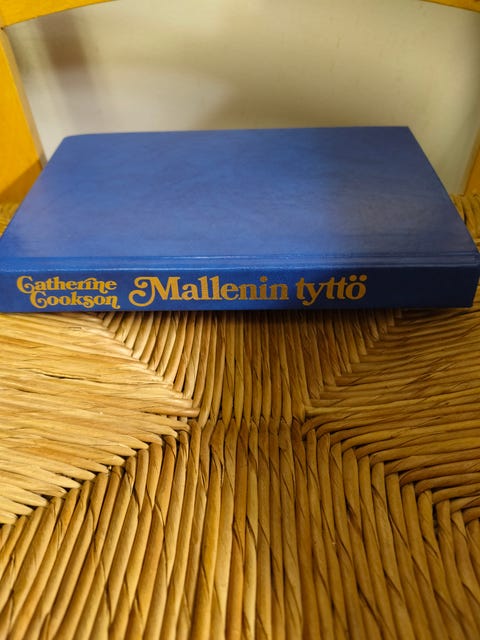 Catherine
Cookson
Mallenin tyttö